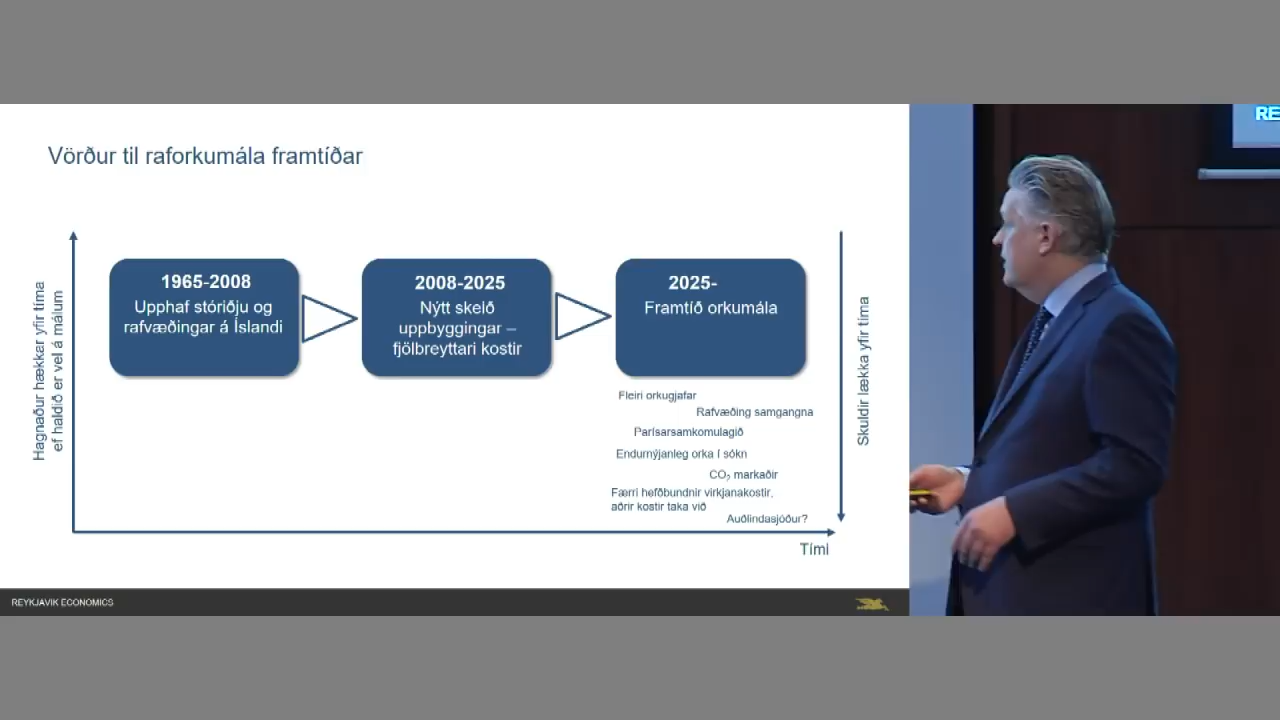 RE
Vörður til raforkumála framtíðar
Hagnaður hækkar yfir tíma
ef haldið er vel á málum
1965-2008
Upphaf stóriðju og
rafvæðingar á Íslandi
2008-2025
Nýtt skeið
uppbyggingar –
fjölbreyttari kostir
2025-
Framtíð orkumála
Fleiri orkugjafar
Rafvæðing samgangna
Parísarsamkomulagið
Endurnýjanleg orka í sókn
CO₂ markaðir
Færri hefðbundnir virkjanakostir,
aðrir kostir taka við
Auðlindasjóður?
Skuldir lækka yfir tíma
Tími
REYKJAVIK ECONOMICS